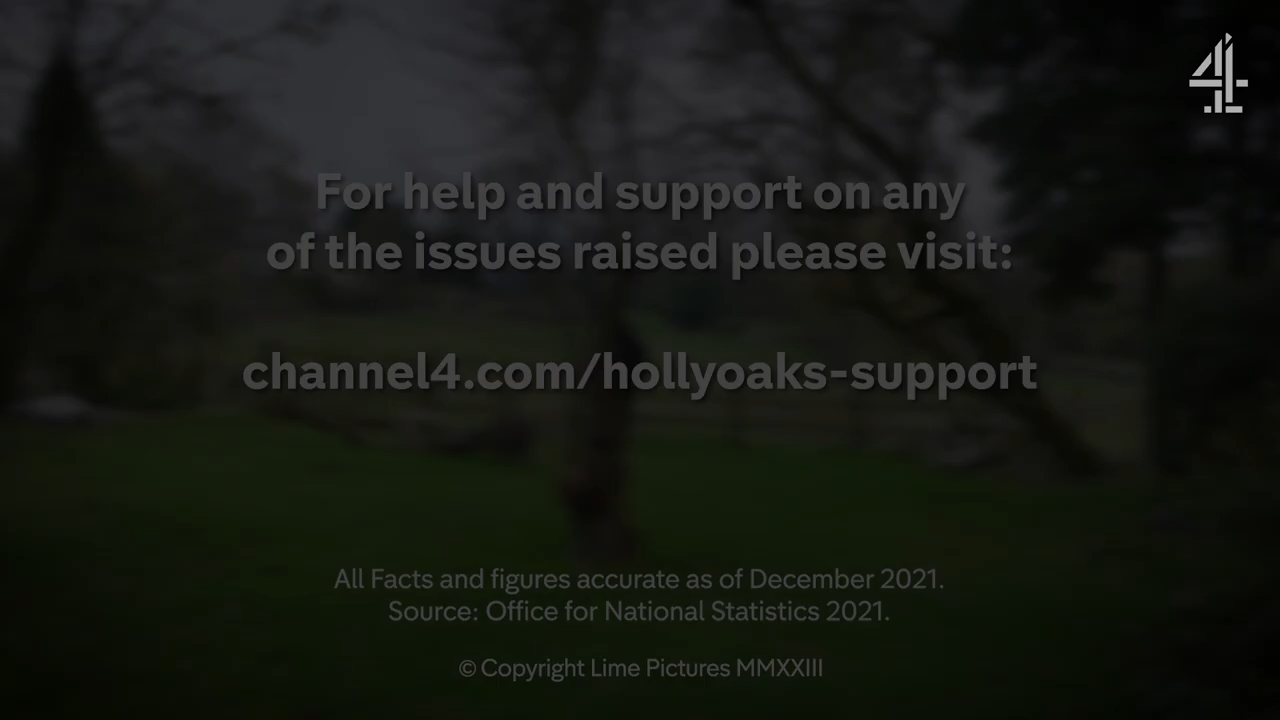 For help and support on any
of the issues raised please visit:
channel4.com/hollyoaks-support
All Facts and figures accurate as of December 2021.
Source: Office for National Statistics 2021.
© Copyright Lime Pictures MMXXIII